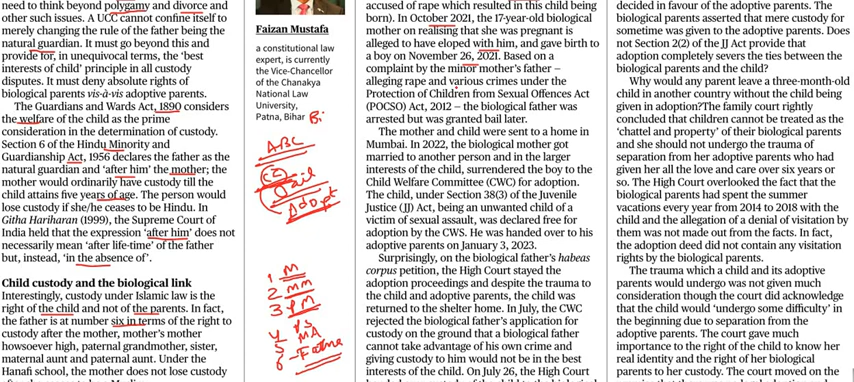 need to think beyond polygamy and divorce and
other such issues. A UCC cannot confine itself to
merely changing the rule of the father being the
natural guardian. It must go beyond this and
provide for, in unequivocal terms, the 'best
interests of child' principle in all custody
disputes. It must deny absolute rights of
biological parents vis-à-vis adoptive parents.
The Guardians and Wards Act, 1890 considers
the welfare of the child as the prime
consideration in the determination of custody.
Section 6 of the Hindu Minority and
Guardianship Act, 1956 declares the father as the
natural guardian and 'after him' the mother; the
mother would ordinarily have custody till the
child attains five years of age. The person would
lose custody if she/he ceases to be Hindu. In
Githa Hariharan (1999), the Supreme Court of
India held that the expression 'after him' does not
necessarily mean 'after life-time' of the father
but, instead, 'in the absence of'.
Child custody and the biological link
Interestingly, custody under Islamic law is the
right of the child and not of the parents. In fact,
the father is at number six in terms of the right to
custody after the mother, mother's mother
howsoever high, paternal grandmother, sister,
maternal aunt and paternal aunt. Under the
Hanafi school, the mother does not lose custody
Faizan Mustafa
a constitutional law
expert, is currently
the Vice-Chancellor
of the Chanakya
National Law
University,
Patna, Bihar
Bi
ABC
Jail
Adopt
1 M
2 MM
3 PM
4
5 MA
6 - Father
accused of rape which resulted in this child being
born). In October 2021, the 17-year-old biological
mother on realising that she was pregnant is
alleged to have eloped with him, and gave birth to
a boy on November 26, 2021. Based on a
complaint by the minor mother's father —
alleging rape and various crimes under the
Protection of Children from Sexual Offences Act
(POCSO) Act, 2012 — the biological father was
arrested but was granted bail later.
The mother and child were sent to a home in
Mumbai. In 2022, the biological mother got
married to another person and in the larger
interests of the child, surrendered the boy to the
Child Welfare Committee (CWC) for adoption.
The child, under Section 38(3) of the Juvenile
Justice (JJ) Act, being an unwanted child of a
victim of sexual assault, was declared free for
adoption by the CWS. He was handed over to his
adoptive parents on January 3, 2023.
Surprisingly, on the biological father's habeas
corpus petition, the High Court stayed the
adoption proceedings and despite the trauma to
the child and adoptive parents, the child was
returned to the shelter home. In July, the CWC
rejected the biological father's application for
custody on the ground that a biological father
cannot take advantage of his own crime and
giving custody to him would not be in the best
interests of the child. On July 26, the High Court
decided in favour of the adoptive parents. The
biological parents asserted that mere custody for
sometime was given to the adoptive parents. Does
not Section 2(2) of the JJ Act provide that
adoption completely severs the ties between the
biological parents and the child?
Why would any parent leave a three-month-old
child in another country without the child being
given in adoption?The family court rightly
concluded that children cannot be treated as the
'chattel and property' of their biological parents
and she should not undergo the trauma of
separation from her adoptive parents who had
given her all the love and care over six years or
so. The High Court overlooked the fact that the
biological parents had spent the summer
vacations every year from 2014 to 2018 with the
child and the allegation of a denial of visitation by
them was not made out from the facts. In fact,
the adoption deed did not contain any visitation
rights by the biological parents.
The trauma which a child and its adoptive
parents would undergo was not given much
consideration though the court did acknowledge
that the child would 'undergo some difficulty' in
the beginning due to separation from the
adoptive parents. The court gave much
importance to the right of the child to know her
real identity and the right of her biological
parents to her custody. The court moved on the